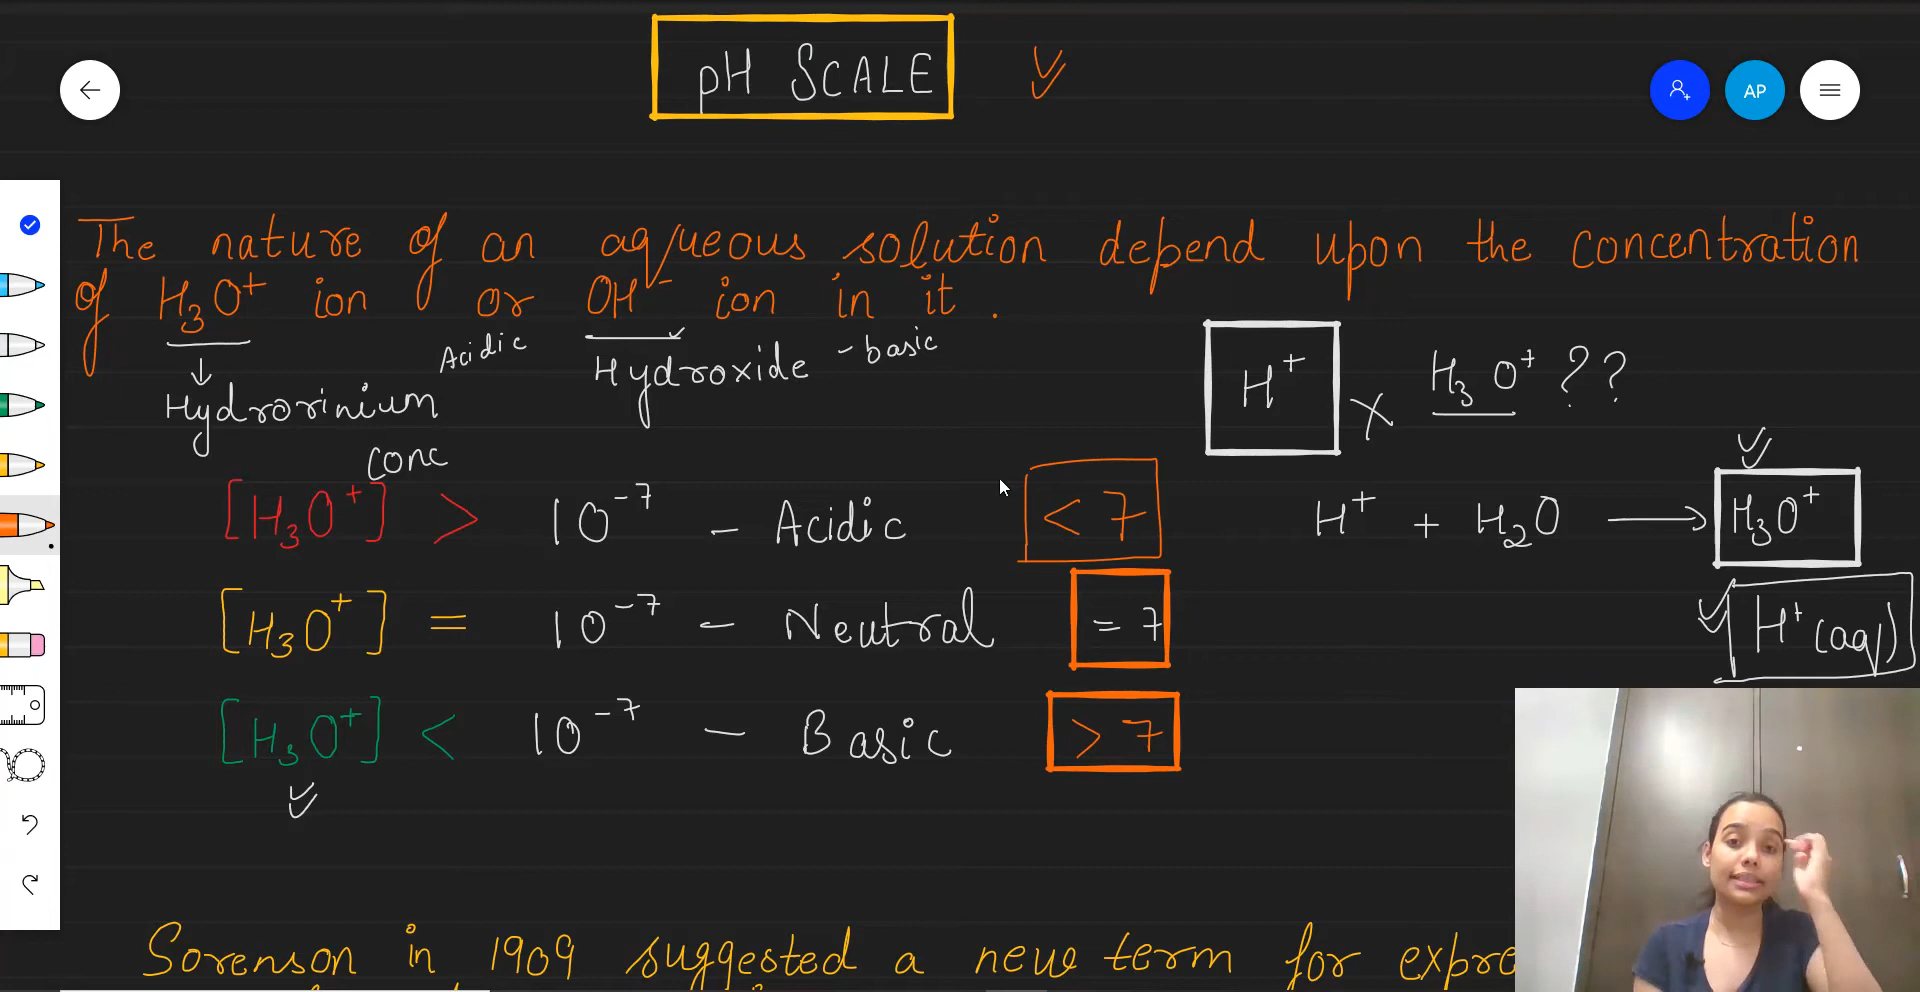 pH SCALE
AP
The nature of an aqueous solution depend upon the concentration
of H₃O⁺ ion or OH⁻ ion in it.
Acidic
Hydroxide - basic
Hydrorinium
H⁺ X H₃O⁺ ??
conc
[H₃O⁺] > 10⁻⁷ - Acidic < 7
H⁺ + H₂O → H₃O⁺
[H₃O⁺] = 10⁻⁷ - Neutral = 7
H⁺(aq)
[H₃O⁺] < 10⁻⁷ - Basic > 7
Sorenson in 1909 suggested a new term for expre